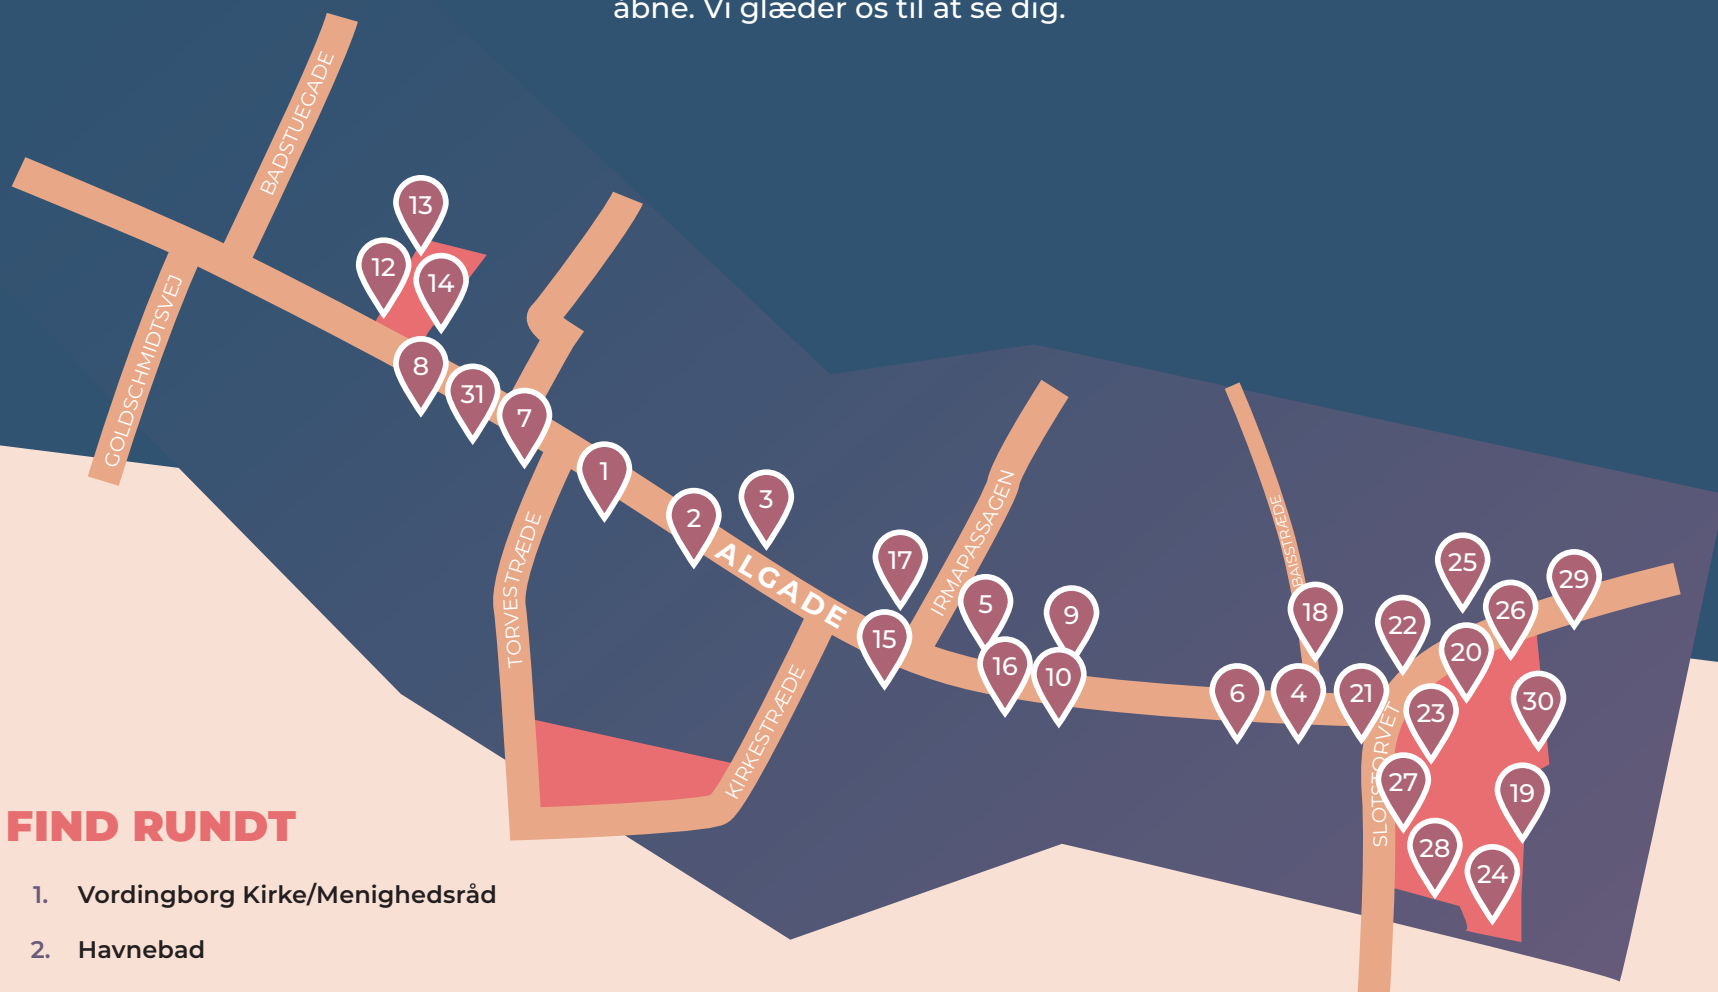 åbne. Vi glæder os til at se dig.
BADSTUEGADE
13
12
14
GOLDSCHMIDTSVEJ
8
31
7
1
2
3
ALGADE
TORVESTRÆDE
17
IRMAPASSAGEN
BAISSTRÆDE
15
5
9
16
10
KIRKESTRÆDE
18
6
4
21
22
25
29
26
20
23
30
SLOTSTORVET
27
19
28
24
FIND RUNDT
1. Vordingborg Kirke/Menighedsråd
2. Havnebad